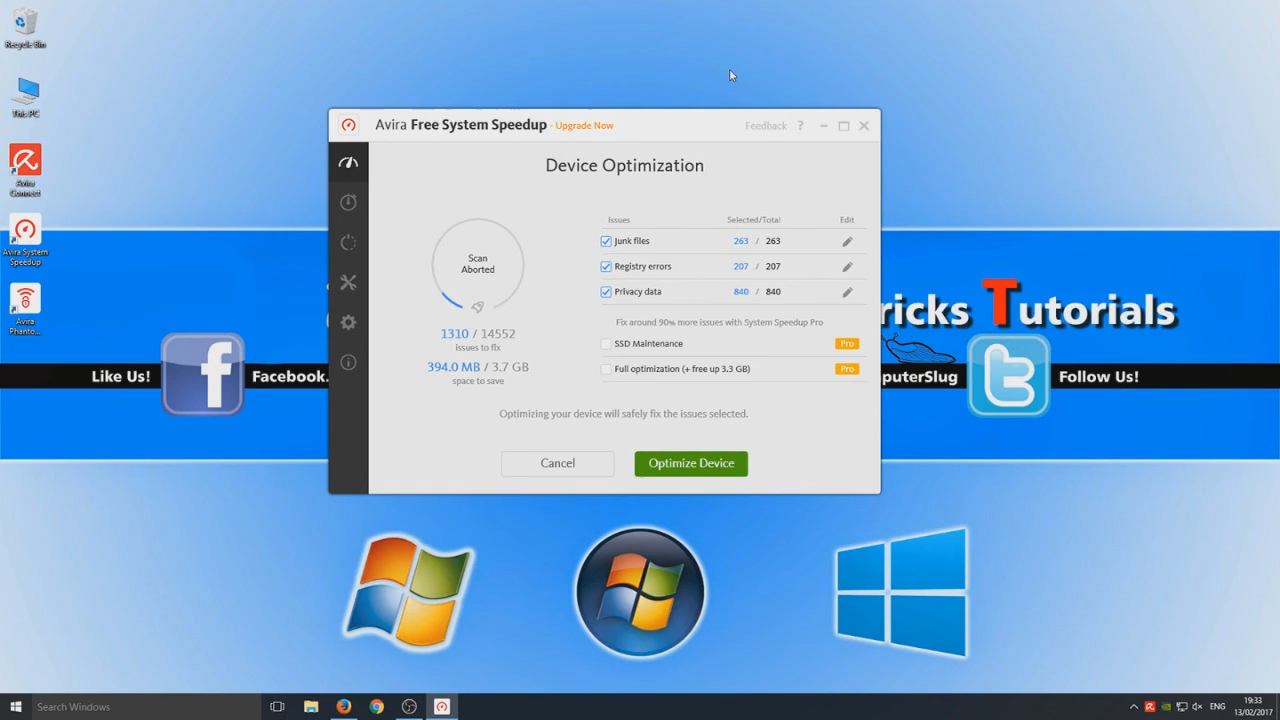 Recycle Bin
This PC
Avira Connect
Avira System Speedup
Avira Phanto...
Avira Free System Speedup - Upgrade Now
Feedback ?
Device Optimization
Scan
Aborted
1310 / 14552
issues to fix
394.0 MB / 3.7 GB
space to save
Issues Selected/Total Edit
Junk files 263 / 263
Registry errors 207 / 207
Privacy data 840 / 840
Fix around 90% more issues with System Speedup Pro
SSD Maintenance Pro
Full optimization (+ free up 3.3 GB) Pro
Optimizing your device will safely fix the issues selected.
Cancel Optimize Device
ricks Tutorials
Like Us! f Facebook.
puterSlug Follow Us!
Search Windows
ENG
19:33
13/02/2017